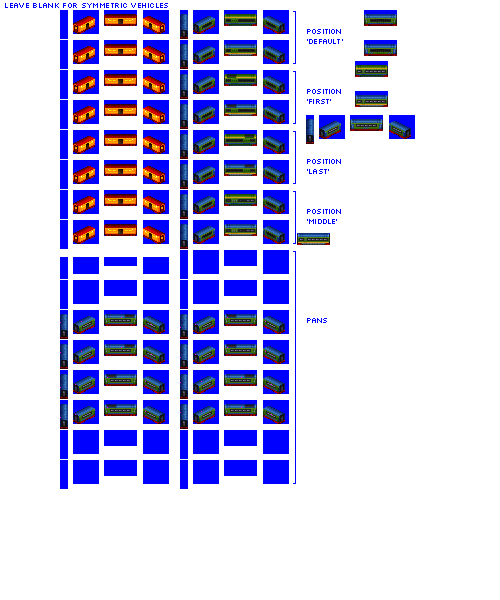 LEAVE BLANK FOR SYMMETRIC VEHICLES
POSITION
'DEFAULT'
POSITION
'FIRST'
POSITION
'LAST'
POSITION
'MIDDLE'
PANS